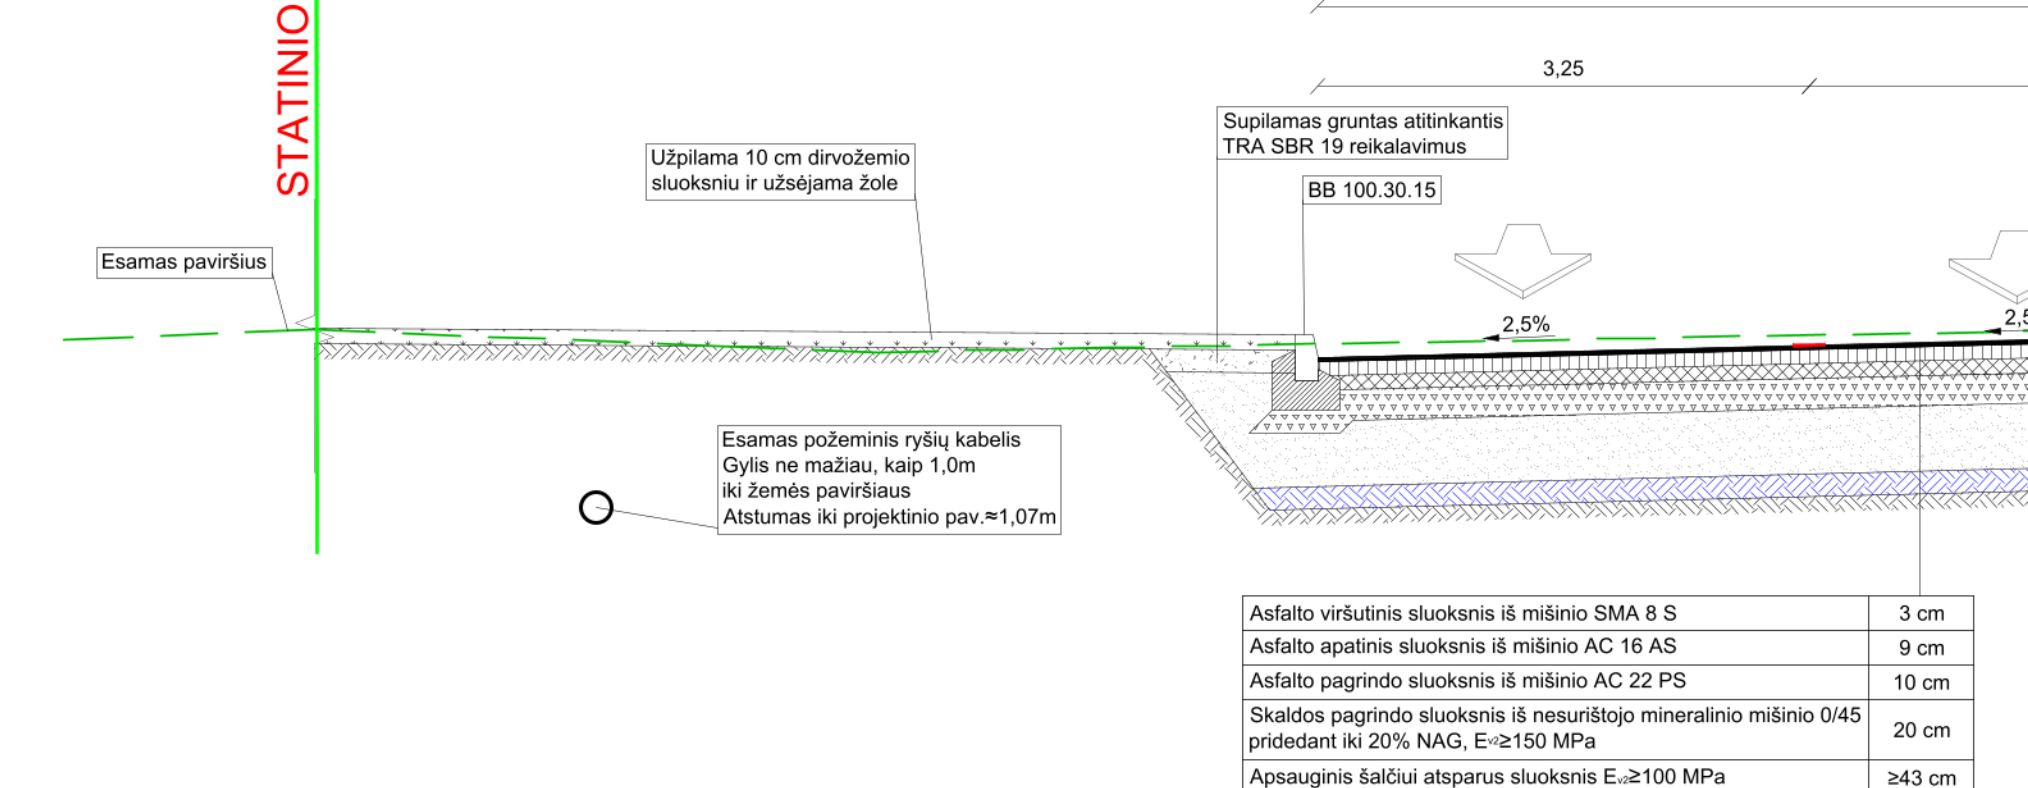 STATINIO
3,25
Supilamas gruntas atitinkantis
TRA SBR 19 reikalavimus
Užpilama 10 cm dirvožemio
sluoksniu ir užsėjama žole
BB 100.30.15
Esamas paviršius
2,5%
2,5
Esamas požeminis ryšių kabelis
Gylis ne mažiau, kaip 1,0m
iki žemės paviršiaus
Atstumas iki projektinio pav.≈1,07m
Asfalto viršutinis sluoksnis iš mišinio SMA 8 S 3 cm
Asfalto apatinis sluoksnis iš mišinio AC 16 AS 9 cm
Asfalto pagrindo sluoksnis iš mišinio AC 22 PS 10 cm
Skaldos pagrindo sluoksnis iš nesurištojo mineralinio mišinio 0/45
pridedant iki 20% NAG, Ev2≥150 MPa 20 cm
Apsauginis šalčiui atsparus sluoksnis Ev2≥100 MPa ≥43 cm